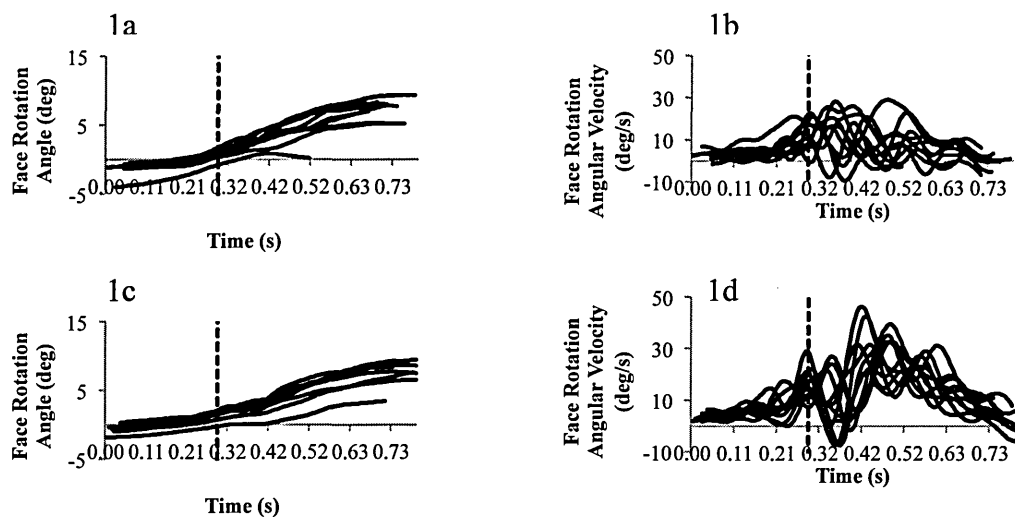 1a
15
5
-5
Face Rotation
Angle (deg)
0.00 0.11 0.21 0.32 0.42 0.52 0.63 0.73
Time (s)
1b
50
30
10
-10
Face Rotation
Angular Velocity
(deg/s)
0.00 0.11 0.21 0.32 0.42 0.52 0.63 0.73
Time (s)
1c
15
5
-5
Face Rotation
Angle (deg)
0.00 0.11 0.21 0.32 0.42 0.52 0.63 0.73
Time (s)
1d
50
30
10
-10
Face Rotation
Angular Velocity
(deg/s)
0.00 0.11 0.21 0.32 0.42 0.52 0.63 0.73
Time (s)